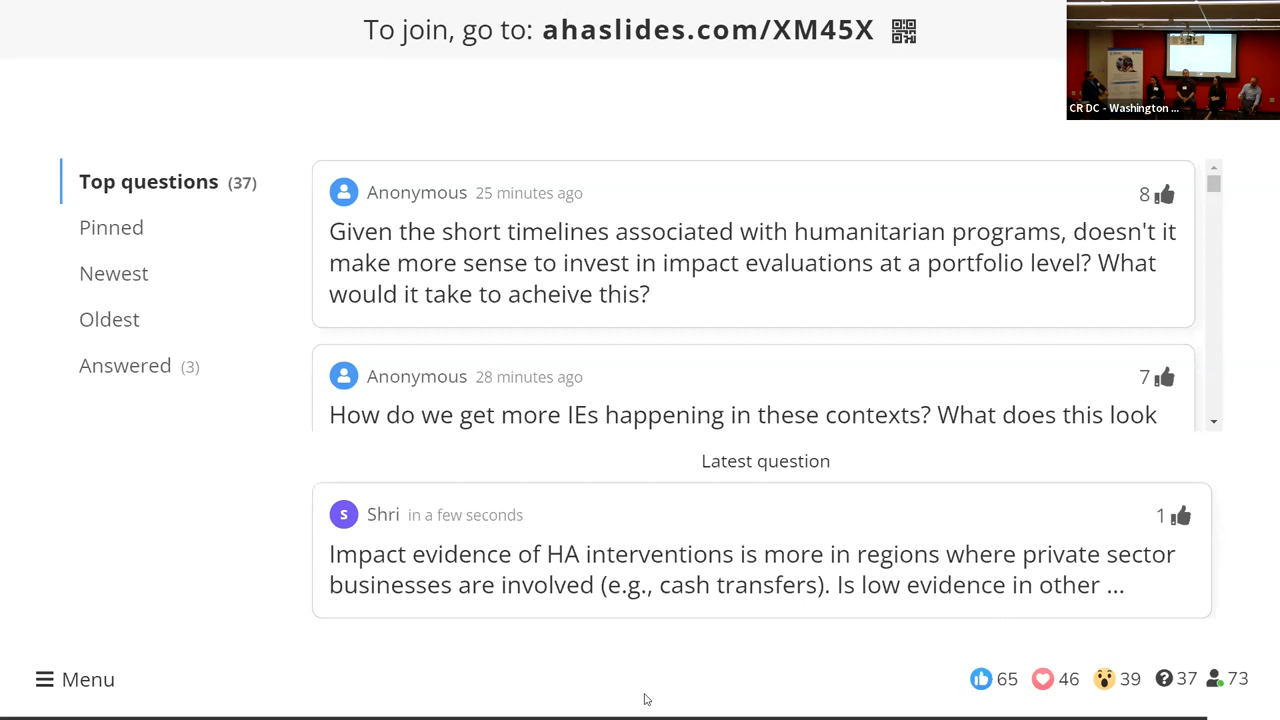 To join, go to: ahaslides.com/XM45X
CR DC - Washington ...
Top questions (37)
Pinned
Newest
Oldest
Answered (3)
Anonymous 25 minutes ago
8
Given the short timelines associated with humanitarian programs, doesn't it
make more sense to invest in impact evaluations at a portfolio level? What
would it take to acheive this?
Anonymous 28 minutes ago
7
How do we get more IEs happening in these contexts? What does this look
Latest question
S Shri in a few seconds
1
Impact evidence of HA interventions is more in regions where private sector
businesses are involved (e.g., cash transfers). Is low evidence in other ...
Menu
65 46 39 37 73